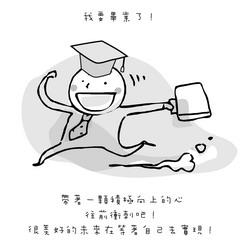 我要畢業了！
帶著一顆積極向上的心
往前衝刺吧！
很美好的未來在等著自己去實現！